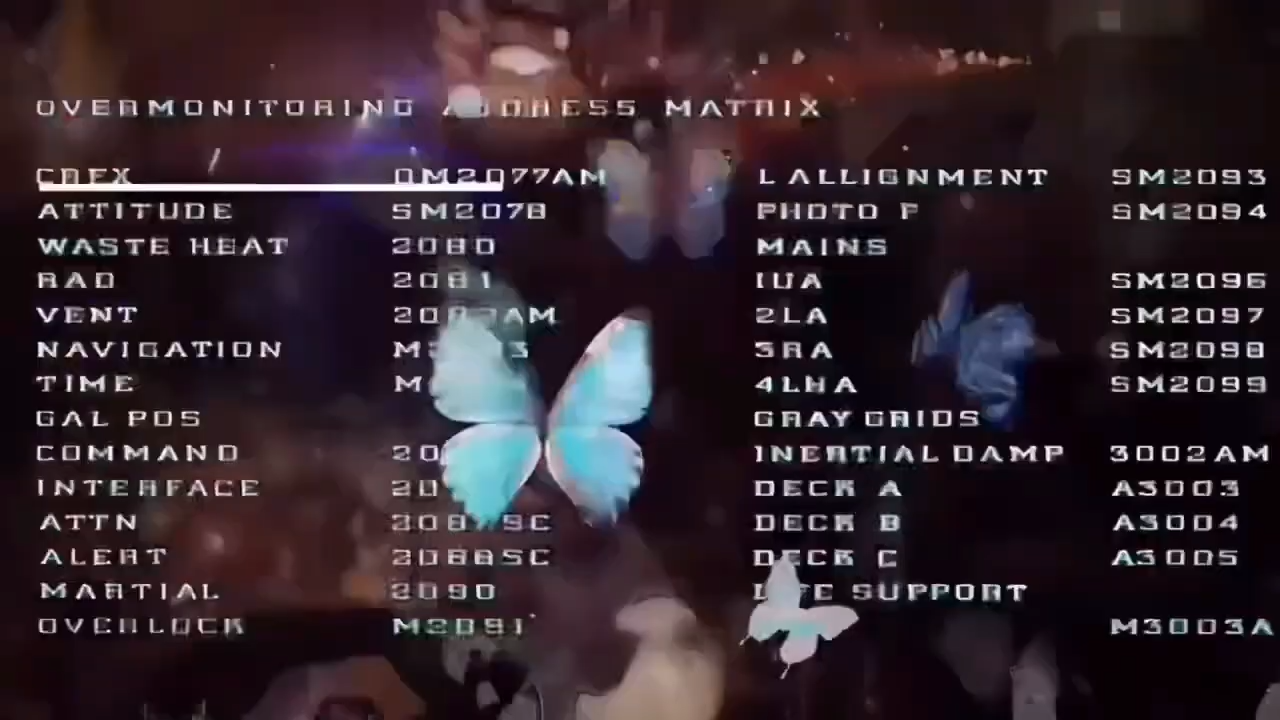 OVERMONITORING ADDRESS MATRIX
CREX OM2077AM L ALLIGNMENT SM2093
ATTITUDE SM2078 PHOTO F SM2094
WASTE HEAT 2080 MAINS
RAD 2081 1UA SM2096
VENT 2LA SM2097
NAVIGATION 3RA SM2098
TIME 4LHA SM2099
GAL POS GRAY GRIDS
COMMAND INERTIAL DAMP 3002AM
INTERFACE DECK A A3003
ATTN DECK B A3004
ALERT 2088SC DECK C A3005
MARTIAL 2090 SUPPORT
OVERLOCK M2091 M3003A